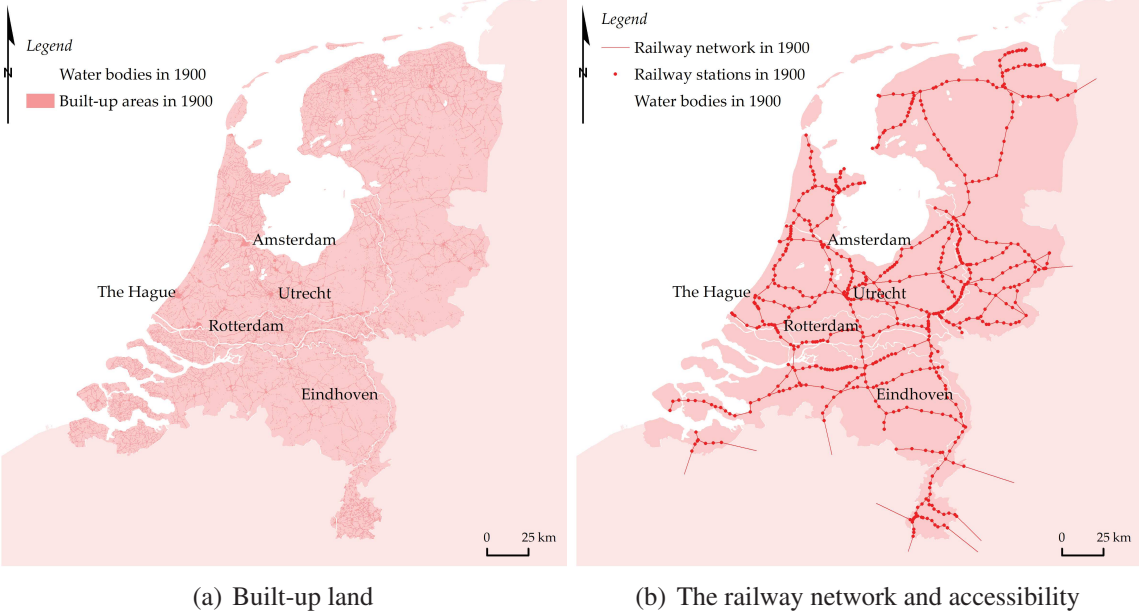 Legend
Water bodies in 1900
Built-up areas in 1900
N
Amsterdam
The Hague
Utrecht
Rotterdam
Eindhoven
0 25 km
(a) Built-up land
Legend
Railway network in 1900
Railway stations in 1900
Water bodies in 1900
N
Amsterdam
The Hague
Utrecht
Rotterdam
Eindhoven
0 25 km
(b) The railway network and accessibility